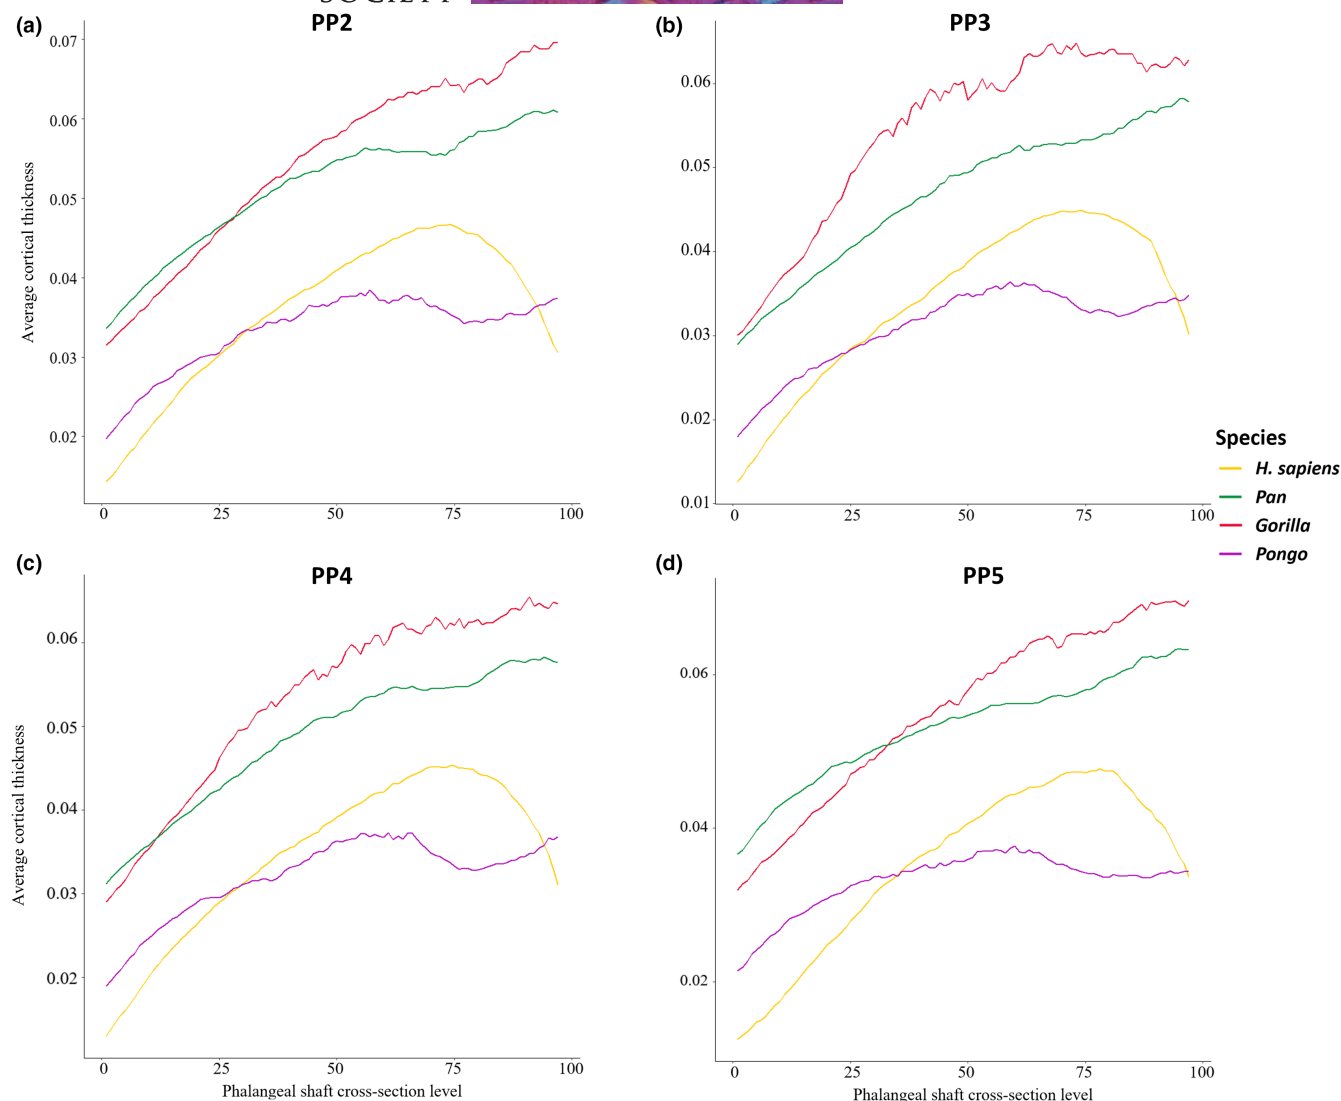 SOCIETY
(a)
PP2
0.07
0.06
0.05
0.04
0.03
0.02
Average cortical thickness
0 25 50 75 100
(b)
PP3
0.06
0.05
0.04
0.03
0.02
0.01
0 25 50 75 100
Species
H. sapiens
Pan
Gorilla
Pongo
(c)
PP4
0.06
0.05
0.04
0.03
0.02
Average cortical thickness
0 25 50 75 100
Phalangeal shaft cross-section level
(d)
PP5
0.06
0.04
0.02
0 25 50 75 100
Phalangeal shaft cross-section level